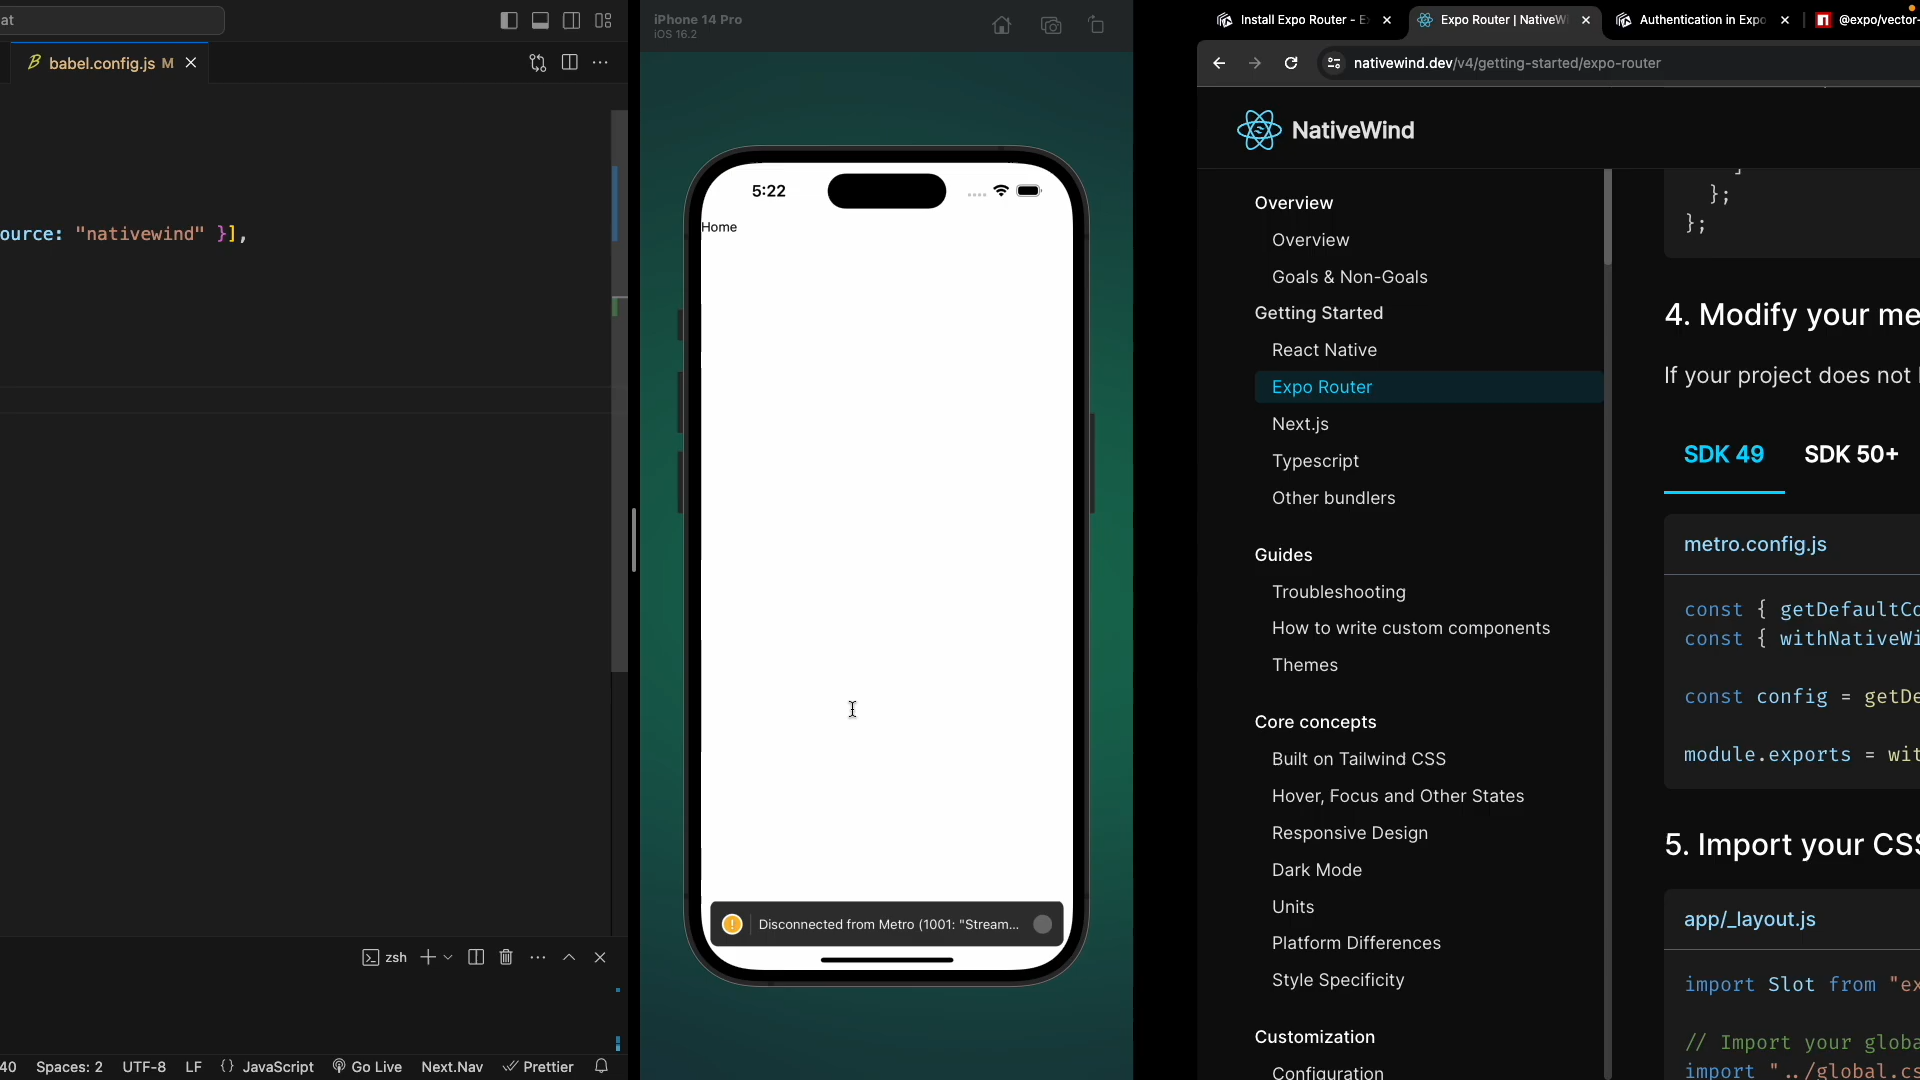 at
babel.config.js M
ource: "nativewind" }],
zsh
40 Spaces: 2 UTF-8 LF {} JavaScript Go Live Next.Nav Prettier
iPhone 14 Pro
iOS 16.2
5:22
Home
Disconnected from Metro (1001: "Stream...
Install Expo Router - E
Expo Router | NativeWi
Authentication in Expo
@expo/vector-
nativewind.dev/v4/getting-started/expo-router
NativeWind
Overview
Overview
Goals & Non-Goals
Getting Started
React Native
Expo Router
Next.js
Typescript
Other bundlers
Guides
Troubleshooting
How to write custom components
Themes
Core concepts
Built on Tailwind CSS
Hover, Focus and Other States
Responsive Design
Dark Mode
Units
Platform Differences
Style Specificity
Customization
Configuration
};
};
4. Modify your me
If your project does not
SDK 49 SDK 50+
metro.config.js
const { getDefaultCo
const { withNativeWi
const config = getDe
module.exports = wit
5. Import your CSS
app/_layout.js
import Slot from "ex
// Import your globa
import "../global.cs